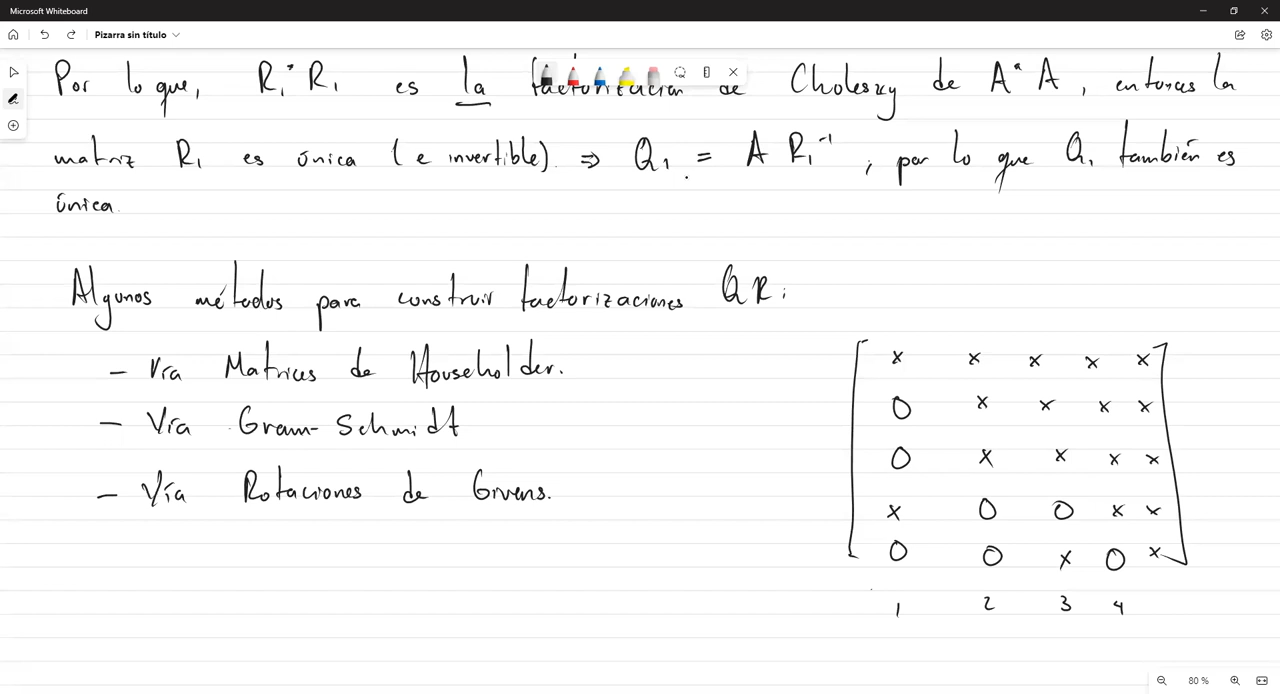 Microsoft Whiteboard
Pizarra sin título
Por lo que, R₁* R₁ es la factorización de Cholesky de A* A, entonces la
matriz R₁ es única (e invertible). ⇒ Q₁ = A R₁⁻¹ ; por lo que Q₁ también es
única.
Algunos métodos para construir factorizaciones QR:
- Vía Matrices de Householder.
- Vía Gram-Schmidt
- Vía Rotaciones de Givens.
x x x x x
0 x x x x
0 x x x x
x 0 0 x x
0 0 x 0 x
1 2 3 4
80 %